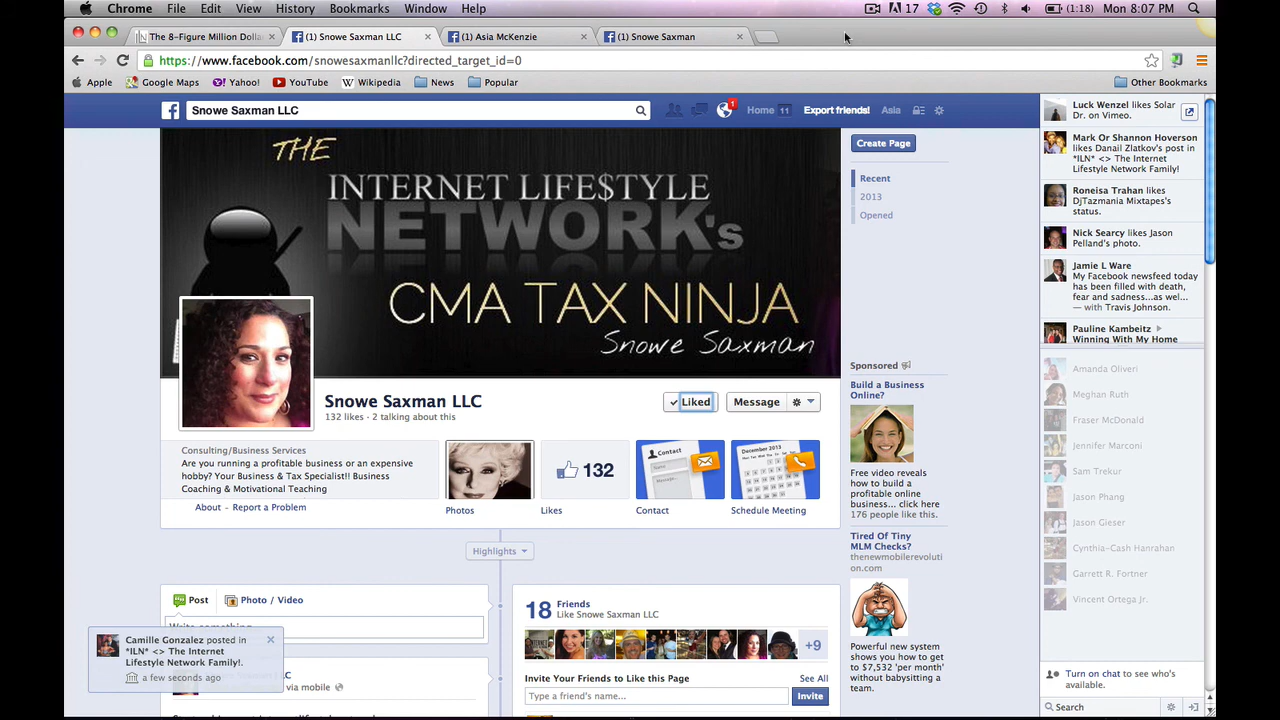 Chrome File Edit View History Bookmarks Window Help 17 (1:18) Mon 8:07 PM
The 8-Figure Million Dolla
(1) Snowe Saxman LLC
(1) Asia McKenzie
(1) Snowe Saxman
https://www.facebook.com/snowesaxmanllc?directed_target_id=0
Apple Google Maps Yahoo! YouTube Wikipedia News Popular Other Bookmarks
Snowe Saxman LLC
1
Home 11
Export friends!
Asia
THE
INTERNET LIFE$TYLE
NETWORK's
CMA TAX NINJA
Snowe Saxman
Snowe Saxman LLC
132 likes · 2 talking about this
Liked
Message
Consulting/Business Services
Are you running a profitable business or an expensive
hobby? Your Business & Tax Specialist!! Business
Coaching & Motivational Teaching
About - Report a Problem
Photos
132
Likes
Contact
Name
Message...
Contact
December 2013
Schedule Meeting
Highlights
Post
Photo / Video
18 Friends
Like Snowe Saxman LLC
+9
Invite Your Friends to Like this Page
See All
Type a friend's name...
Invite
Camille Gonzalez posted in
*ILN* <> The Internet
Lifestyle Network Family!.
a few seconds ago
via mobile
Create Page
Recent
2013
Opened
Sponsored
Build a Business
Online?
Free video reveals
how to build a
profitable online
business... click here
176 people like this.
Tired Of Tiny
MLM Checks?
thenewmobilerevoluti
on.com
Powerful new system
shows you how to get
to $7,532 'per month'
without babysitting a
team.
Luck Wenzel likes Solar
Dr. on Vimeo.
Mark Or Shannon Hoverson
likes Danail Zlatkov's post in
*ILN* <> The Internet
Lifestyle Network Family!
Roneisa Trahan likes
DjTazmania Mixtapes's
status.
Nick Searcy likes Jason
Pelland's photo.
Jamie L Ware
My Facebook newsfeed today
has been filled with death,
fear and sadness...as wel...
— with Travis Johnson.
Pauline Kambeitz
Winning With My Home
Amanda Oliveri
Meghan Ruth
Fraser McDonald
Jennifer Marconi
Sam Trekur
Jason Phang
Jason Gieser
Cynthia-Cash Hanrahan
Garrett R. Fortner
Vincent Ortega Jr.
Turn on chat to see who's
available.
Search